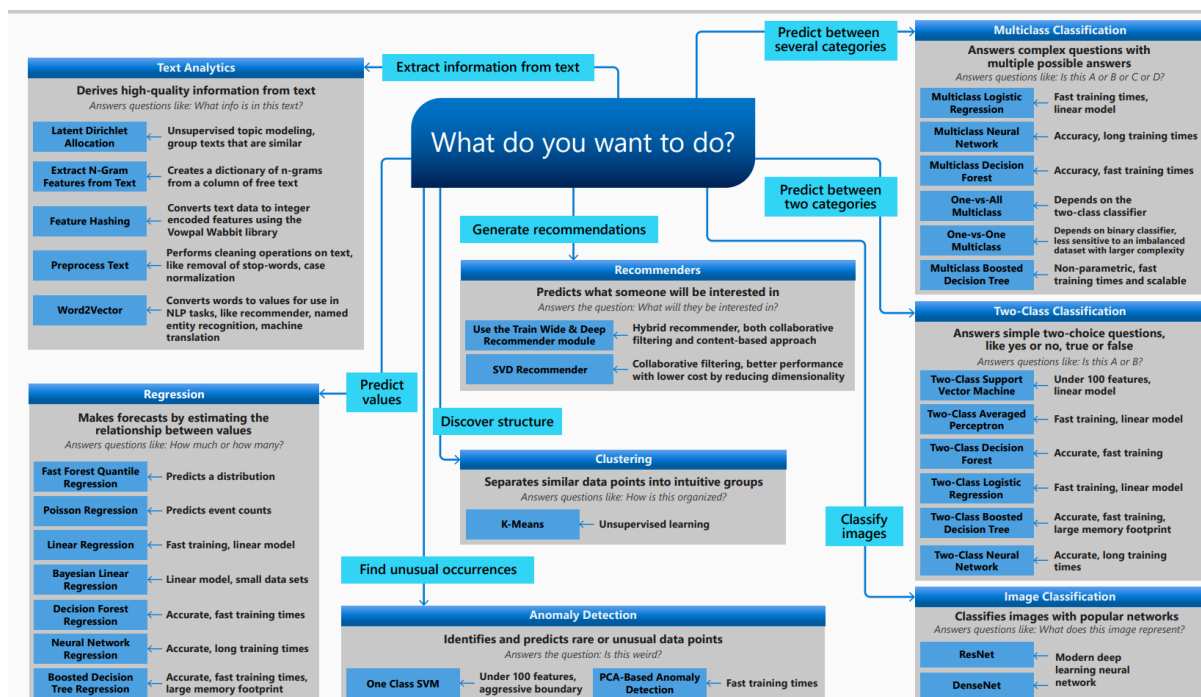 What do you want to do?
Extract information from text
Text Analytics
Derives high-quality information from text
Answers questions like: What info is in this text?
Latent Dirichlet
Allocation
Unsupervised topic modeling,
group texts that are similar
Extract N-Gram
Features from Text
Creates a dictionary of n-grams
from a column of free text
Feature Hashing
Converts text data to integer
encoded features using the
Vowpal Wabbit library
Preprocess Text
Performs cleaning operations on text,
like removal of stop-words, case
normalization
Word2Vector
Converts words to values for use in
NLP tasks, like recommender, named
entity recognition, machine
translation
Predict
values
Regression
Makes forecasts by estimating the
relationship between values
Answers questions like: How much or how many?
Fast Forest Quantile
Regression
Predicts a distribution
Poisson Regression
Predicts event counts
Linear Regression
Fast training, linear model
Bayesian Linear
Regression
Linear model, small data sets
Decision Forest
Regression
Accurate, fast training times
Neural Network
Regression
Accurate, long training times
Boosted Decision
Tree Regression
Accurate, fast training times,
large memory footprint
Generate recommendations
Recommenders
Predicts what someone will be interested in
Answers the question: What will they be interested in?
Use the Train Wide & Deep
Recommender module
Hybrid recommender, both collaborative
filtering and content-based approach
SVD Recommender
Collaborative filtering, better performance
with lower cost by reducing dimensionality
Discover structure
Clustering
Separates similar data points into intuitive groups
Answers questions like: How is this organized?
K-Means
Unsupervised learning
Find unusual occurrences
Anomaly Detection
Identifies and predicts rare or unusual data points
Answers the question: Is this weird?
One Class SVM
Under 100 features,
aggressive boundary
PCA-Based Anomaly
Detection
Fast training times
Predict between
several categories
Multiclass Classification
Answers complex questions with
multiple possible answers
Answers questions like: Is this A or B or C or D?
Multiclass Logistic
Regression
Fast training times,
linear model
Multiclass Neural
Network
Accuracy, long training times
Multiclass Decision
Forest
Accuracy, fast training times
One-vs-All
Multiclass
Depends on the
two-class classifier
One-vs-One
Multiclass
Depends on binary classifier,
less sensitive to an imbalanced
dataset with larger complexity
Multiclass Boosted
Decision Tree
Non-parametric, fast
training times and scalable
Predict between
two categories
Two-Class Classification
Answers simple two-choice questions,
like yes or no, true or false
Answers questions like: Is this A or B?
Two-Class Support
Vector Machine
Under 100 features,
linear model
Two-Class Averaged
Perceptron
Fast training, linear model
Two-Class Decision
Forest
Accurate, fast training
Two-Class Logistic
Regression
Fast training, linear model
Two-Class Boosted
Decision Tree
Accurate, fast training,
large memory footprint
Two-Class Neural
Network
Accurate, long training
times
Classify
images
Image Classification
Classifies images with popular networks
Answers questions like: What does this image represent?
ResNet
DenseNet
Modern deep
learning neural
network